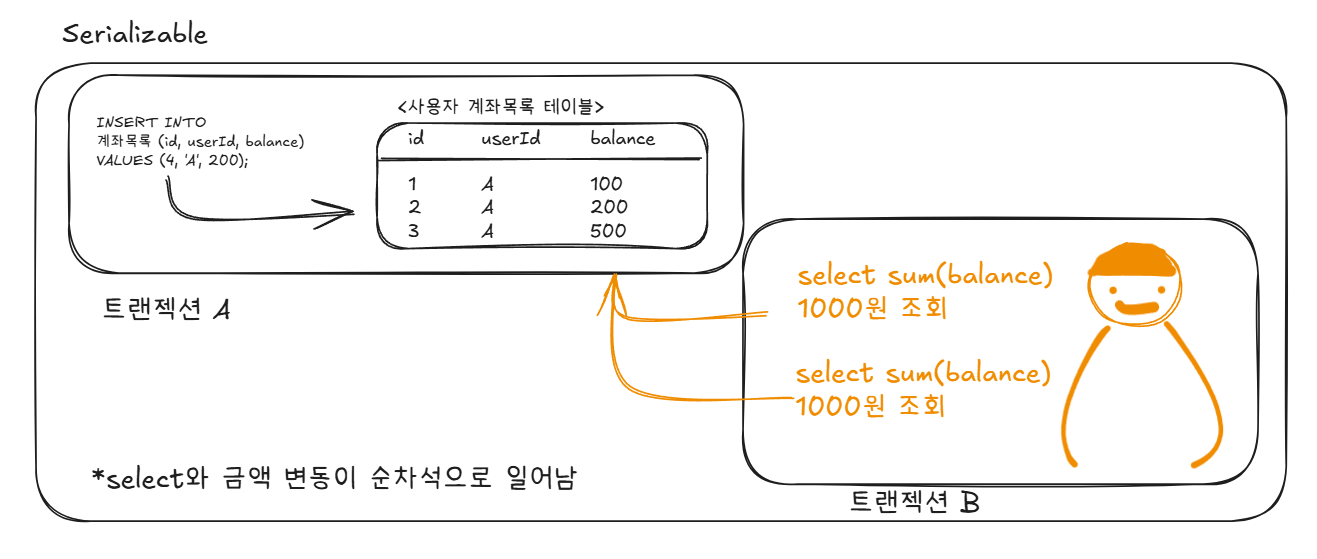 Serializable
INSERT INTO
계좌목록 (id, userId, balance)
VALUES (4, 'A', 200);
<사용자 계좌목록 테이블>
id userId balance
1 A 100
2 A 200
3 A 500
트랜젝션 A
select sum(balance)
1000원 조회
select sum(balance)
1000원 조회
*select와 금액 변동이 순차석으로 일어남
트랜젝션 B